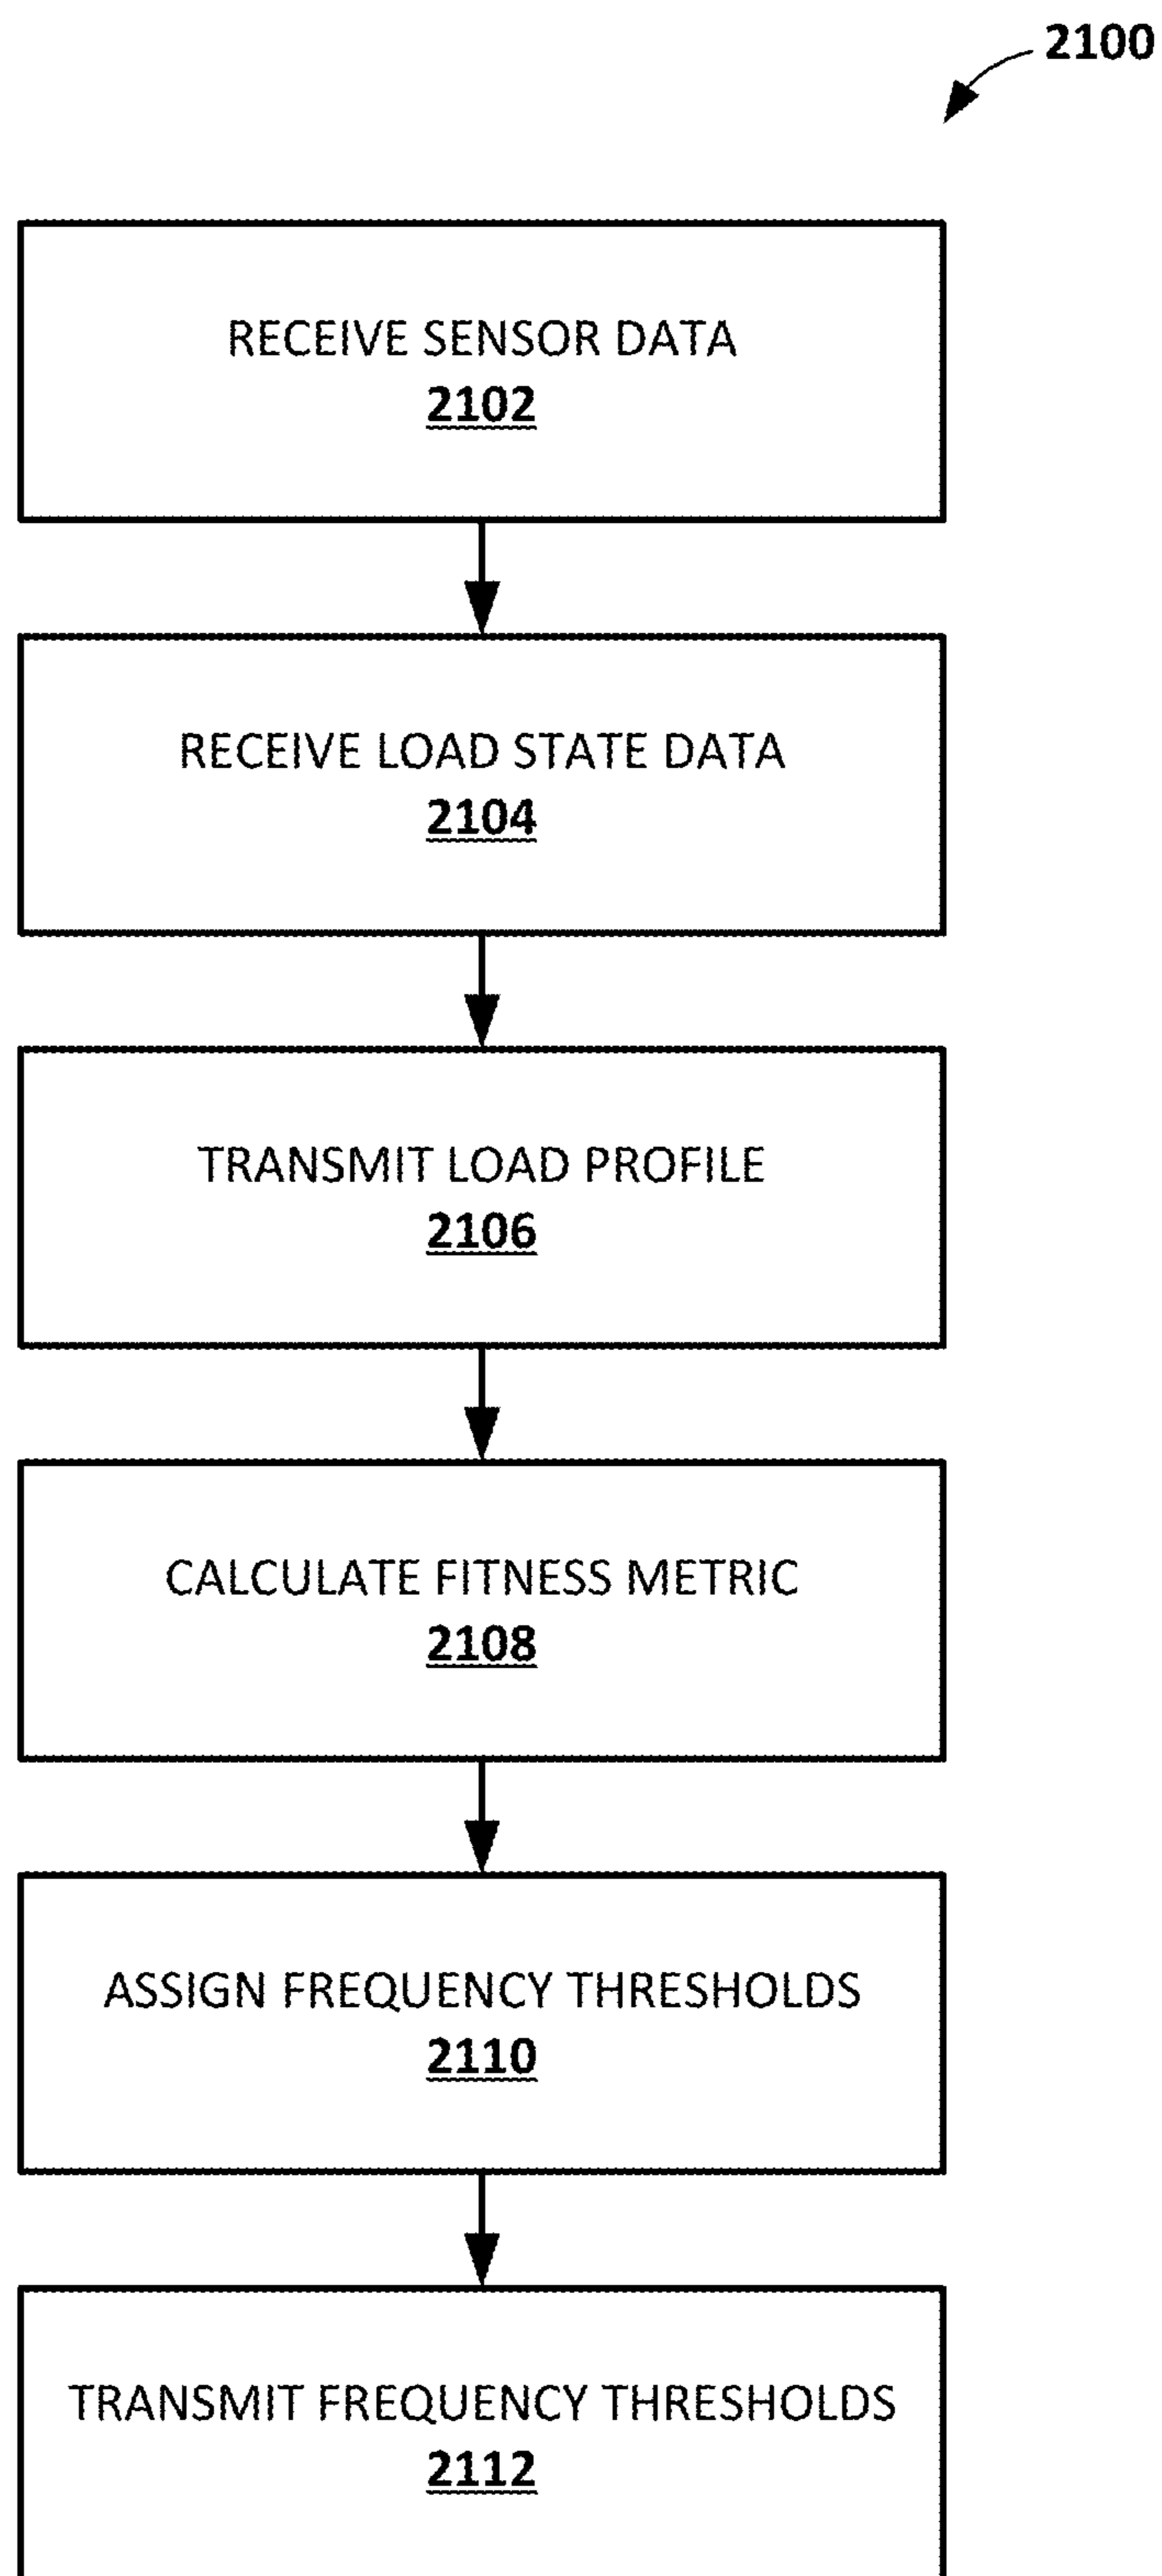 2100
RECEIVE SENSOR DATA
2102
RECEIVE LOAD STATE DATA
2104
TRANSMIT LOAD PROFILE
2106
CALCULATE FITNESS METRIC
2108
ASSIGN FREQUENCY THRESHOLDS
2110
TRANSMIT FREQUENCY THRESHOLDS
2112